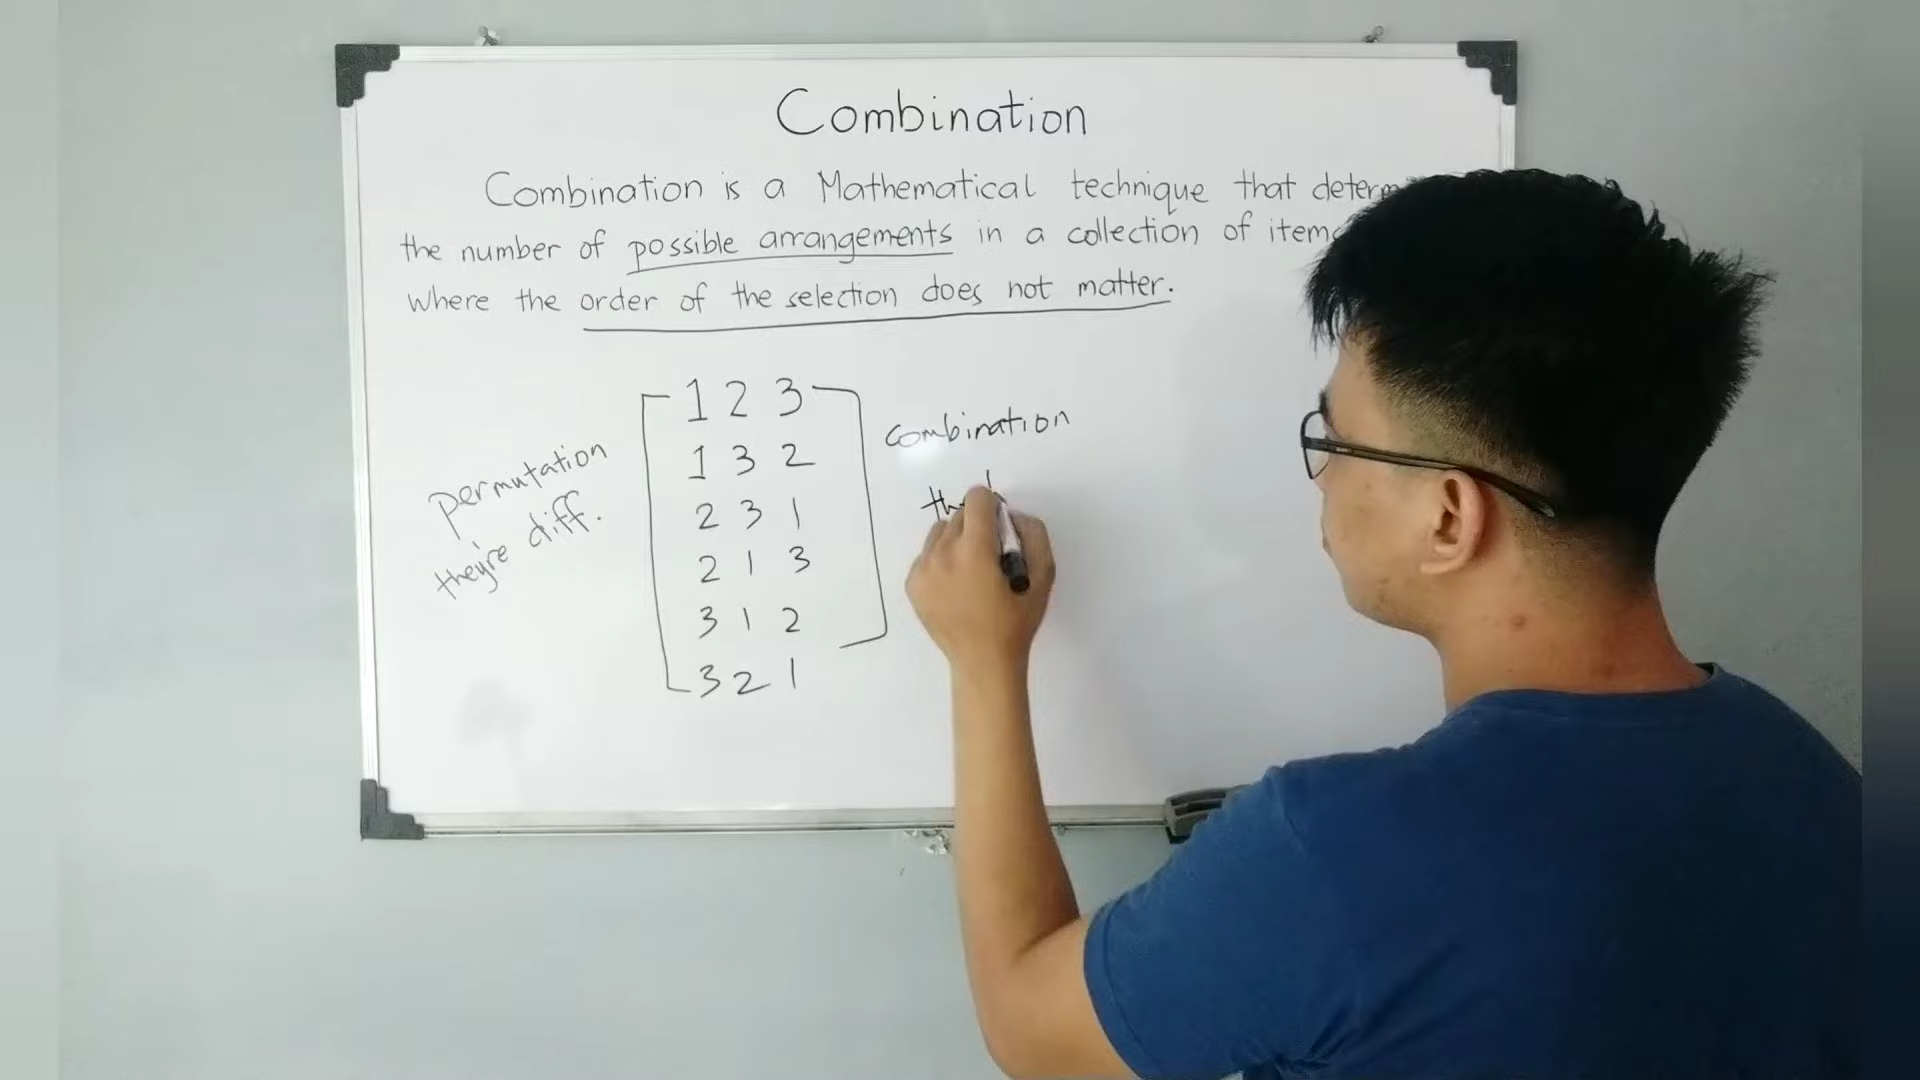 Combination
Combination is a Mathematical technique that determ
the number of possible arrangements in a collection of items
Where the order of the selection does not matter.
permutation
they're diff.
1 2 3
1 3 2
2 3 1
2 1 3
3 1 2
3 2 1
combination